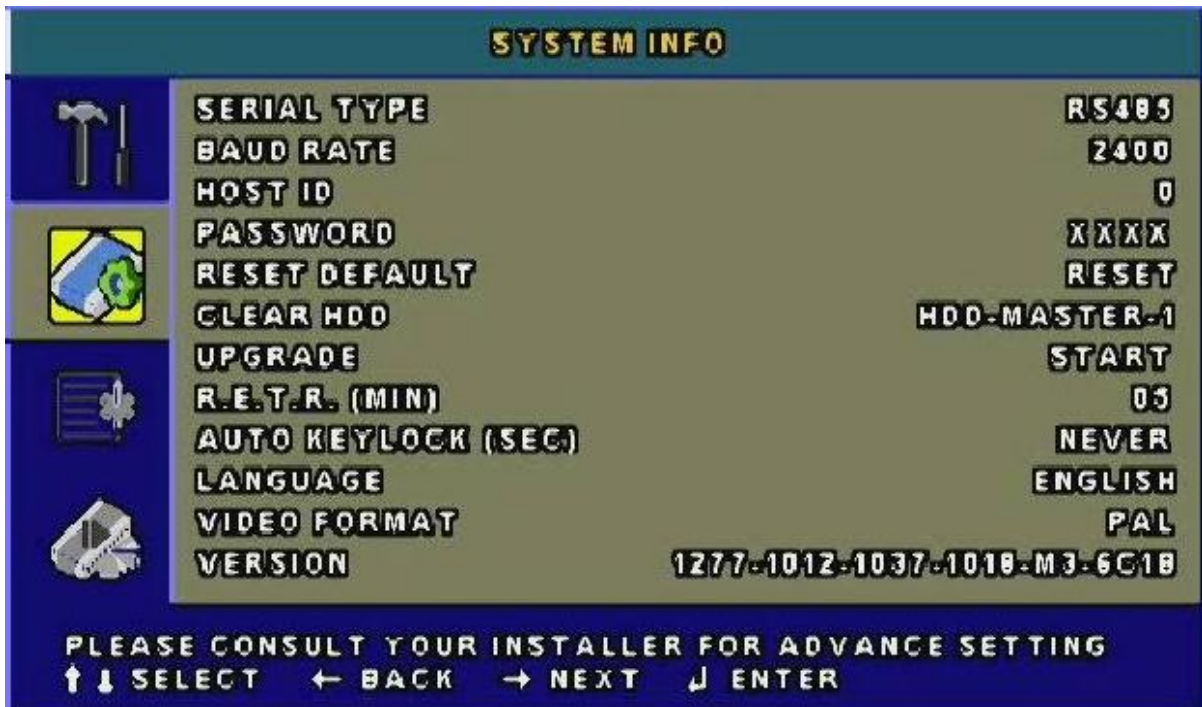 SYSTEM INFO
SERIAL TYPE RS485
BAUD RATE 2400
HOST ID 0
PASSWORD XXXX
RESET DEFAULT RESET
CLEAR HDD HDD-MASTER-1
UPGRADE START
R.E.T.R. (MIN) 05
AUTO KEYLOCK (SEC) NEVER
LANGUAGE ENGLISH
VIDEO FORMAT PAL
VERSION 1277-1012-1037-1018-M3-6C18
PLEASE CONSULT YOUR INSTALLER FOR ADVANCE SETTING
↑ ↓ SELECT ← BACK → NEXT ↲ ENTER